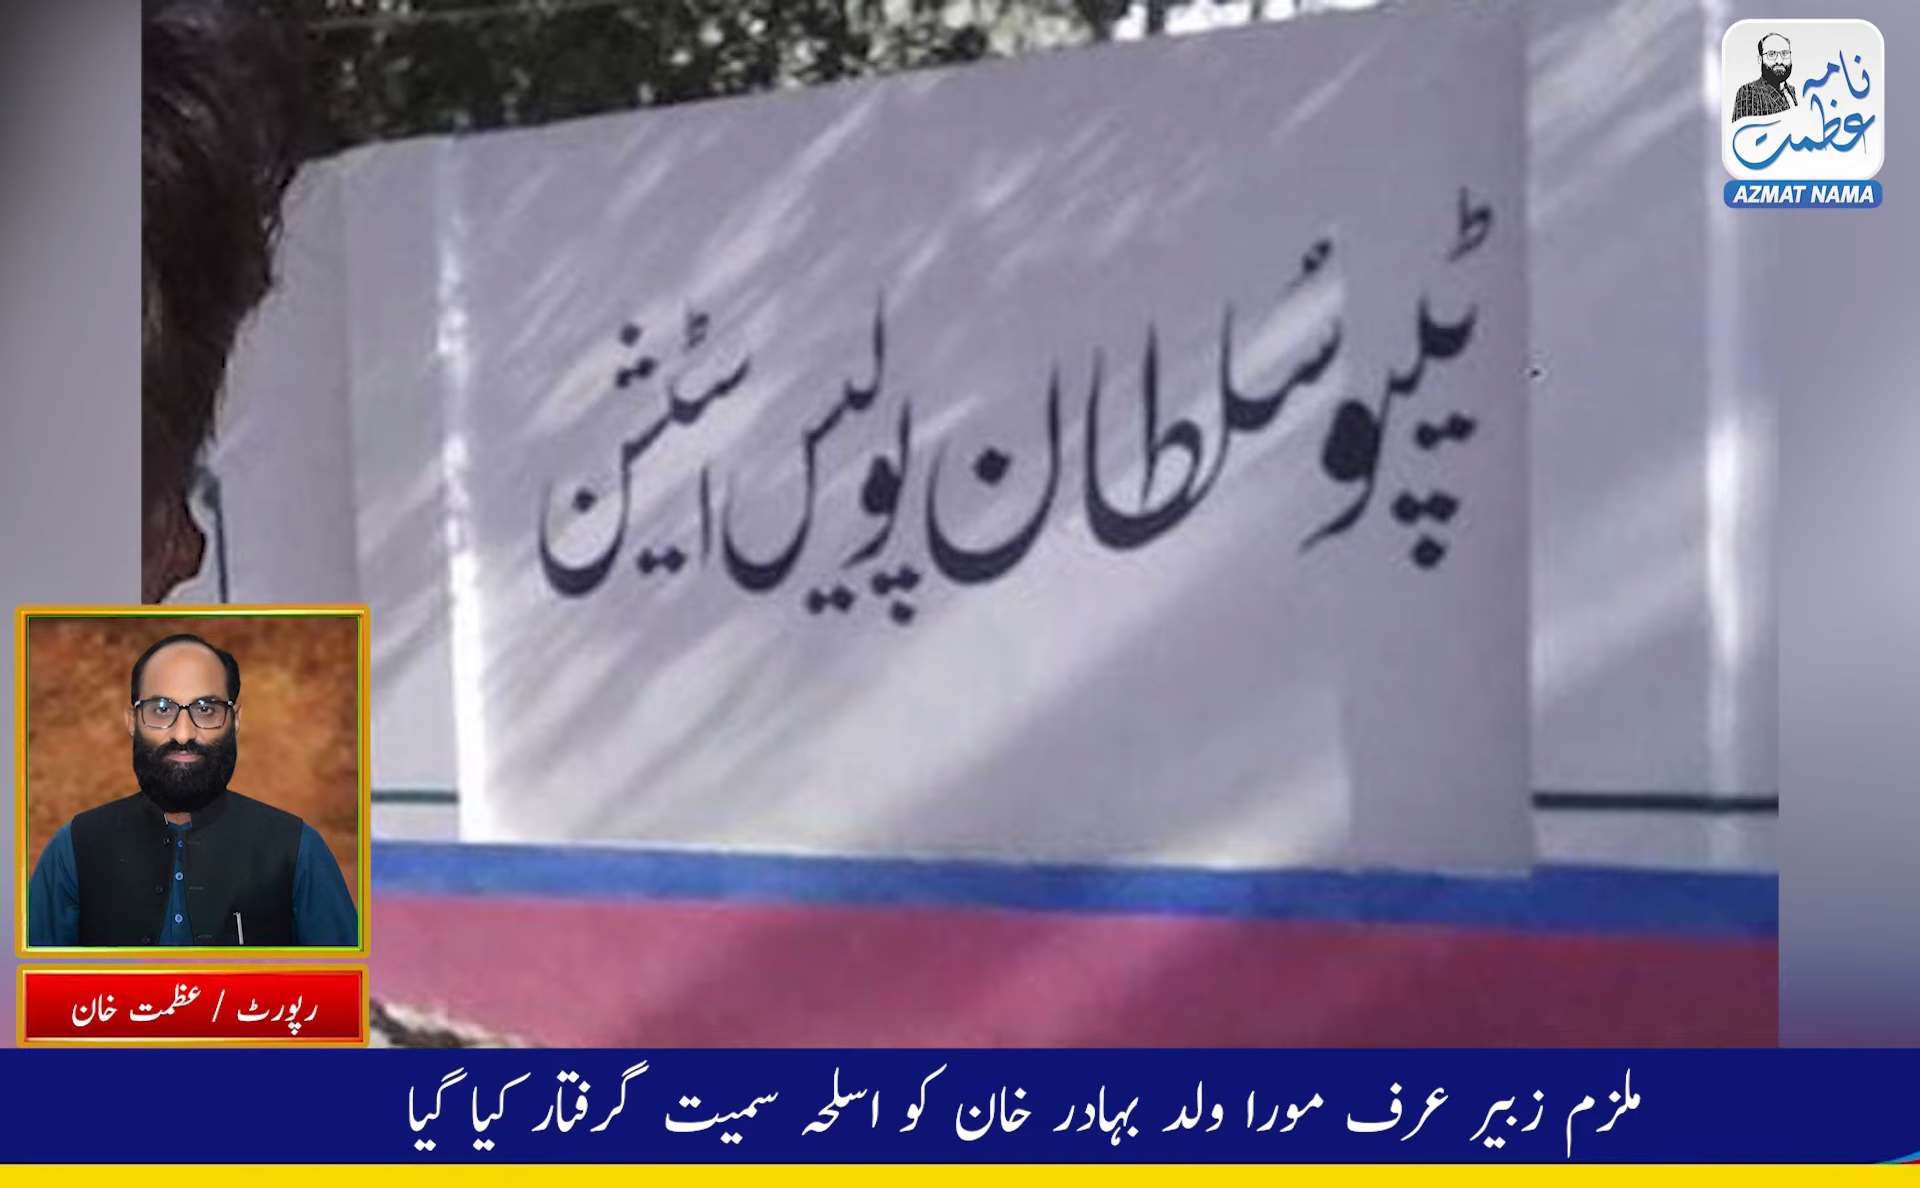 نامہ
عظمت
AZMAT NAMA
ٹیپو سُلطان پولیس اسٹیشن
رپورٹ / عظمت خان
ملزم زبیر عرف مورا ولد بہادر خان کو اسلحہ سمیت گرفتار کیا گیا